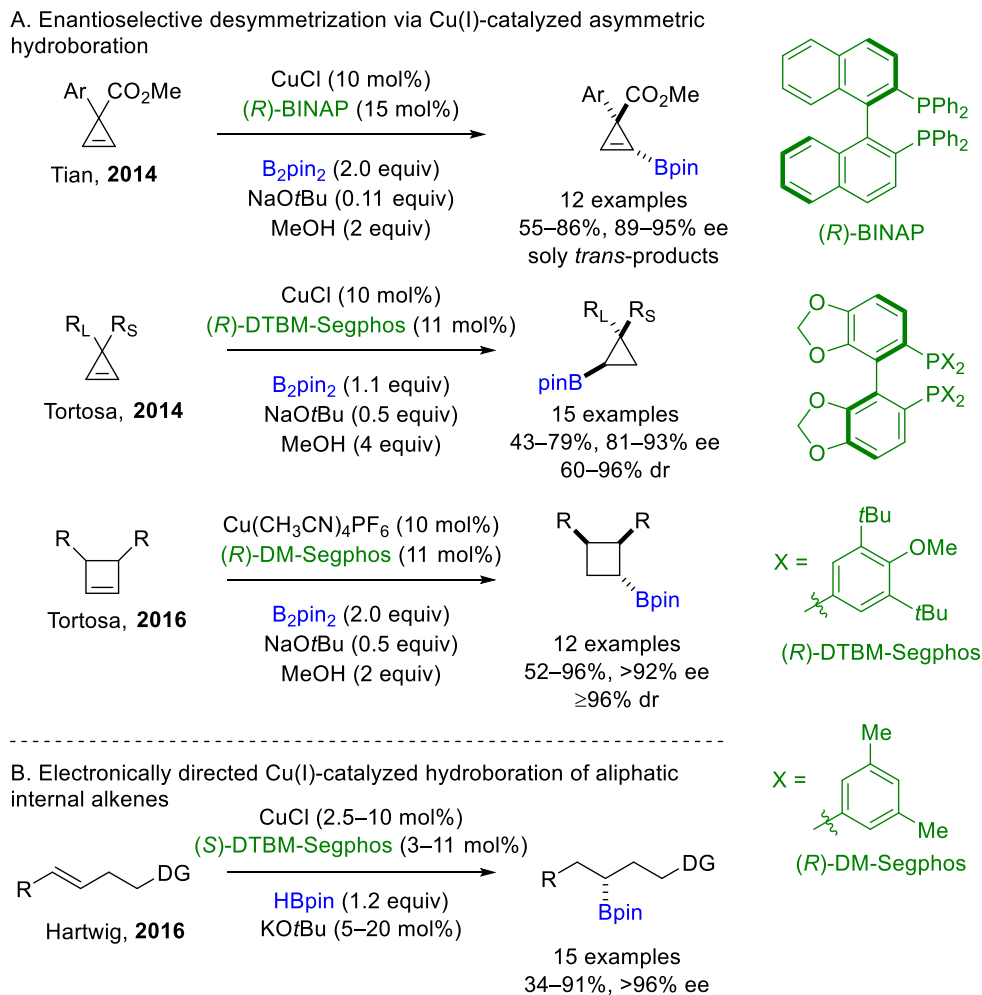 A. Enantioselective desymmetrization via Cu(I)-catalyzed asymmetric
hydroboration
Ar CO2Me
Tian, 2014
CuCl (10 mol%)
(R)-BINAP (15 mol%)
B2pin2 (2.0 equiv)
NaOtBu (0.11 equiv)
MeOH (2 equiv)
Ar CO2Me
Bpin
12 examples
55–86%, 89–95% ee
soly trans-products
PPh2
PPh2
(R)-BINAP
RL RS
Tortosa, 2014
CuCl (10 mol%)
(R)-DTBM-Segphos (11 mol%)
B2pin2 (1.1 equiv)
NaOtBu (0.5 equiv)
MeOH (4 equiv)
RL RS
pinB
15 examples
43–79%, 81–93% ee
60–96% dr
O
O
PX2
PX2
O
O
R R
Tortosa, 2016
Cu(CH3CN)4PF6 (10 mol%)
(R)-DM-Segphos (11 mol%)
B2pin2 (2.0 equiv)
NaOtBu (0.5 equiv)
MeOH (2 equiv)
R R
Bpin
12 examples
52–96%, >92% ee
≥96% dr
tBu
X =
OMe
tBu
(R)-DTBM-Segphos
Me
X =
Me
(R)-DM-Segphos
B. Electronically directed Cu(I)-catalyzed hydroboration of aliphatic
internal alkenes
R DG
Hartwig, 2016
CuCl (2.5–10 mol%)
(S)-DTBM-Segphos (3–11 mol%)
HBpin (1.2 equiv)
KOtBu (5–20 mol%)
R DG
Bpin
15 examples
34–91%, >96% ee